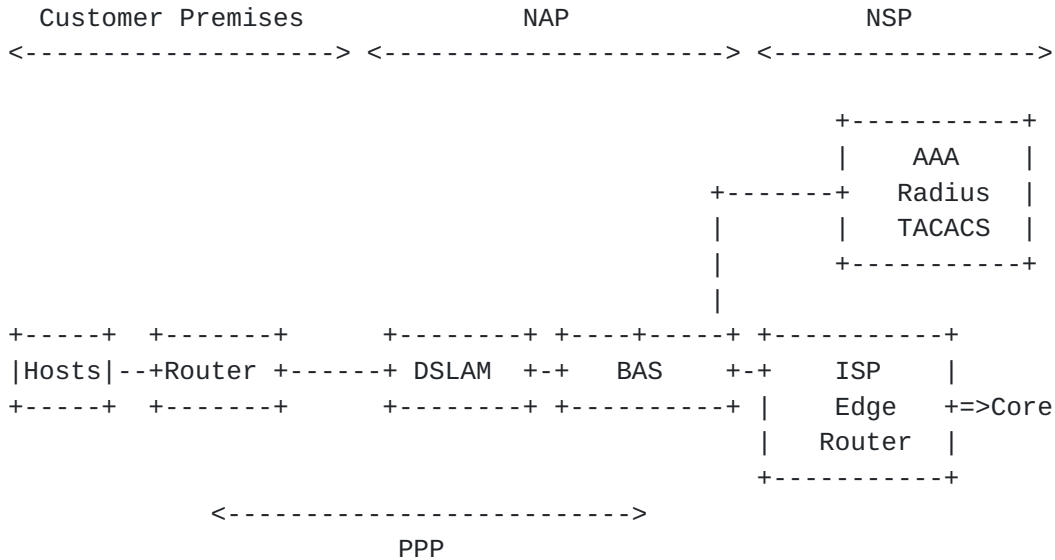 Customer Premises NAP NSP
<--------------------> <----------------------> <----------------->
+-----------+
| AAA |
+-------+ Radius |
| | TACACS |
| +-----------+
|
+-----+ +-------+ +--------+ +----+-----+ +-----------+
|Hosts|--+Router +------+ DSLAM +-+ BAS +-+ ISP |
+-----+ +-------+ +--------+ +----------+ | Edge +=>Core
| Router |
+-----------+
<-------------------------->
PPP